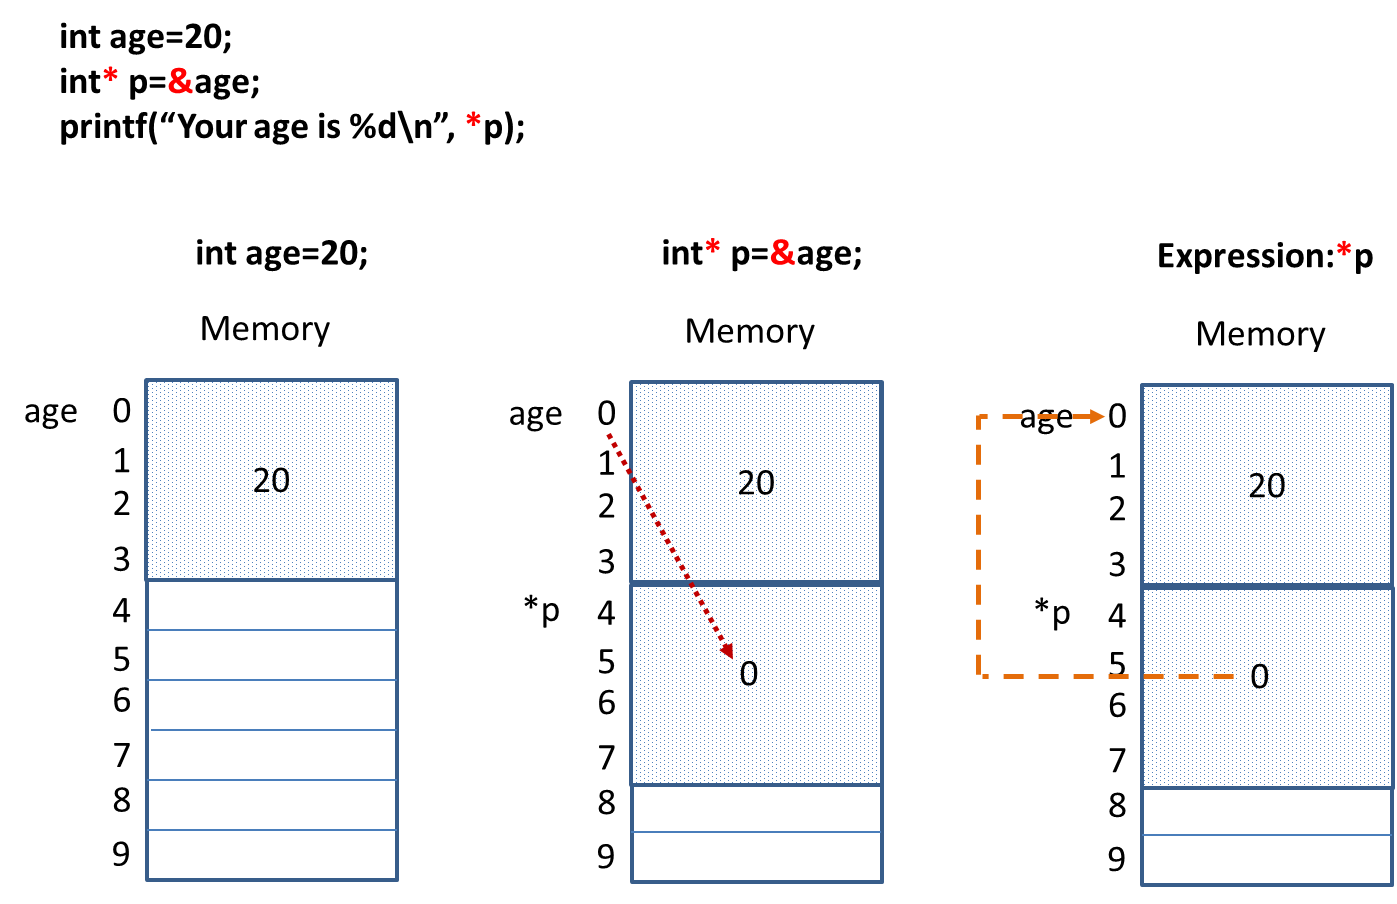 int age=20;
int* p=&age;
printf(“Your age is %d\n”, *p);
int age=20;
Memory
age 0
1
2
3
4
5
6
7
8
9
20
int* p=&age;
Memory
age 0
1
2
3
*p 4
5
6
7
8
9
20
0
Expression:*p
Memory
age 0
1
2
3
*p 4
5
6
7
8
9
20
0